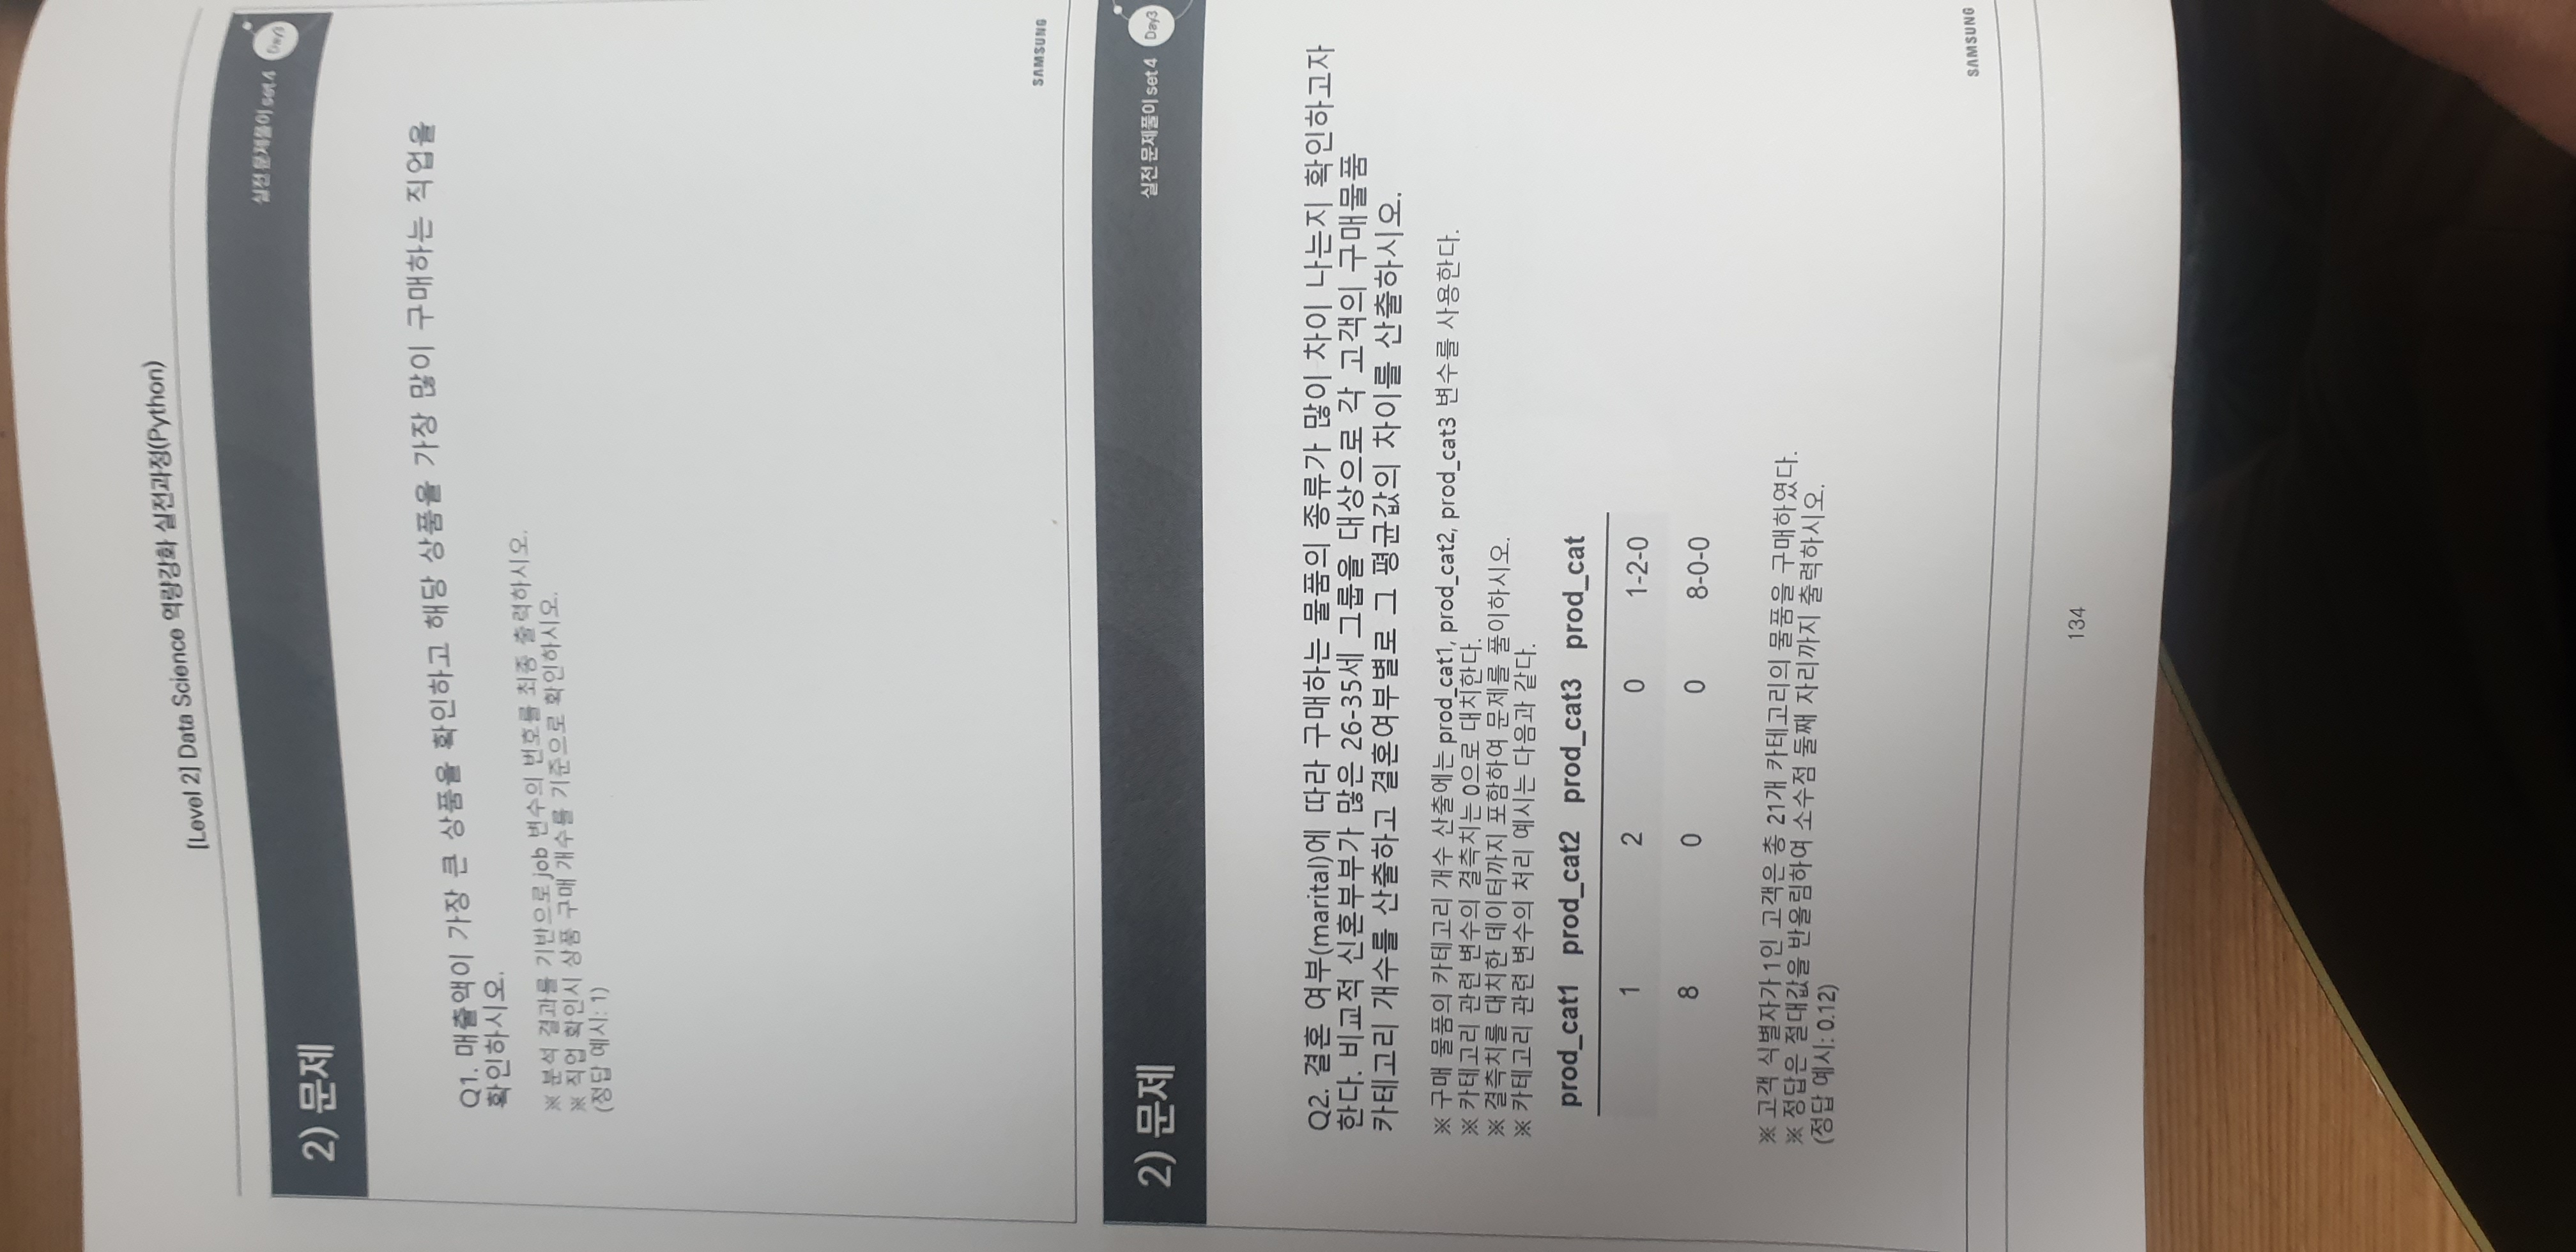 [Level 2] Data Science 역량강화 실전과정(Python)
실전 문제풀이 set 4 Day3
2) 문제
Q1. 매출액이 가장 큰 상품을 확인하고 해당 상품을 가장 많이 구매하는 직업을
확인하시오.
※ 분석 결과를 기반으로 job 변수의 번호를 최종 출력하시오.
※ 직업 확인시 상품 구매 개수를 기준으로 확인하시오.
(정답 예시: 1)
SAMSUNG
2) 문제
실전 문제풀이 set 4 Day3
Q2. 결혼 여부(marital)에 따라 구매하는 물품의 종류가 많이 차이 나는지 확인하고자
한다. 비교적 신혼부부가 많은 26-35세 그룹을 대상으로 각 고객의 구매물품
카테고리 개수를 산출하고 결혼여부별로 그 평균값의 차이를 산출하시오.
※ 구매 물품의 카테고리 개수 산출에는 prod_cat1, prod_cat2, prod_cat3 변수를 사용한다.
※ 카테고리 관련 변수의 결측치는 0으로 대치한다.
※ 결측치를 대치한 데이터까지 포함하여 문제를 풀이하시오.
※ 카테고리 관련 변수의 처리 예시는 다음과 같다.
prod_cat1 prod_cat2 prod_cat3 prod_cat
1 2 0 1-2-0
8 0 0 8-0-0
※ 고객 식별자가 1인 고객은 총 21개 카테고리의 물품을 구매하였다.
※ 정답은 절대값을 반올림하여 소수점 둘째 자리까지 출력하시오.
(정답 예시: 0.12)
SAMSUNG
134